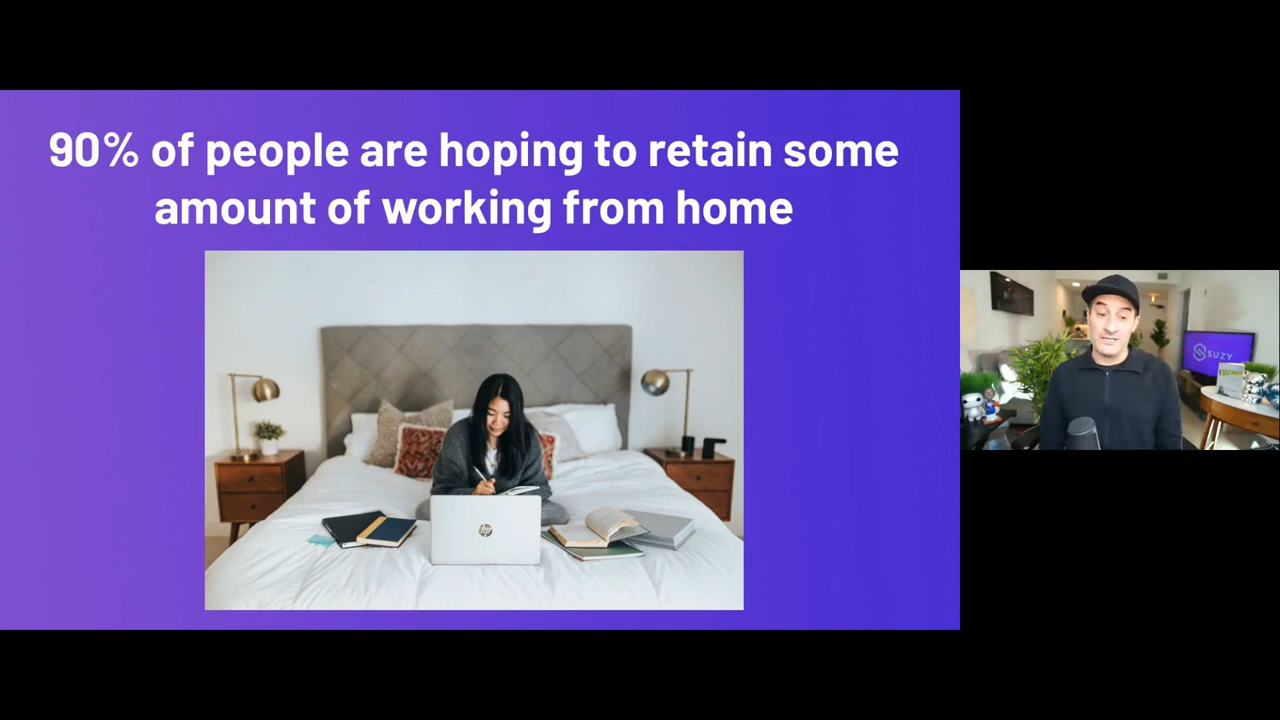 90% of people are hoping to retain some
amount of working from home
hp
SUZY